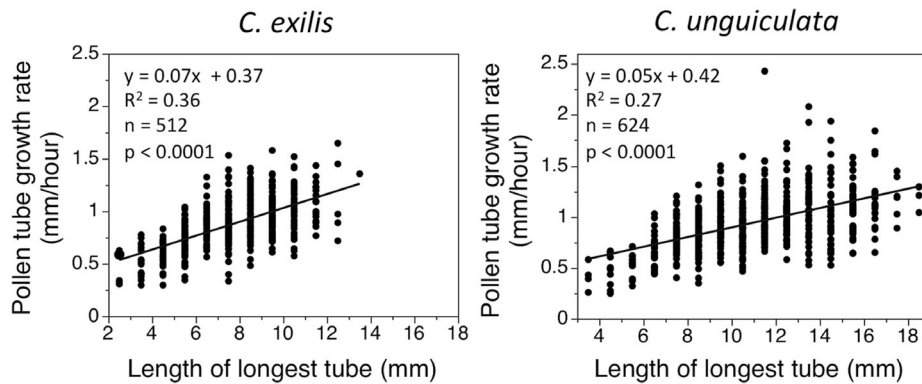 C. exilis
Pollen tube growth rate
(mm/hour)
2.5
2
1.5
1
0.5
0
y = 0.07x + 0.37
R² = 0.36
n = 512
p < 0.0001
2 4 6 8 10 12 14 16 18
Length of longest tube (mm)
C. unguiculata
Pollen tube growth rate
(mm/hour)
2.5
2
1.5
1
0.5
0
y = 0.05x + 0.42
R² = 0.27
n = 624
p < 0.0001
4 6 8 10 12 14 16 18
Length of longest tube (mm)